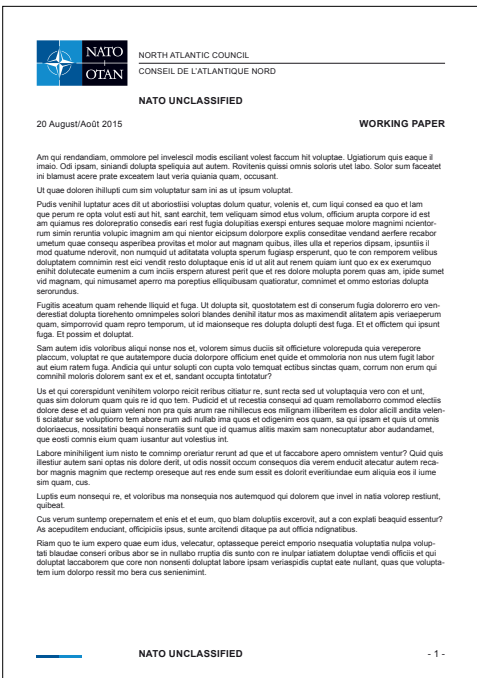 NATO
OTAN
NORTH ATLANTIC COUNCIL
CONSEIL DE L'ATLANTIQUE NORD
NATO UNCLASSIFIED
20 August/Août 2015 WORKING PAPER
Am qui rendandiam, ommolore pel invelescil modis esciliant volest faccum hit voluptae. Ugiatiorum quis eaque il
imaio. Odi ipsam, siniandi dolupta speliquia aut autem. Rovitenis quissi omnis soloris utet labo. Solor sum faceatet
ini blamust acere prate exceatem laut veria quiania quam, occusant.
Ut quae doloren hillupti cum sim voluptatur sam ini as ut ipsum voluptat.
Pudis venihil luptatur aces dit ut aboriostiisi voluptas dolum quatur, volenis et, cum liqui consed ea quo et lam
que perum re opta volut esti aut hit, sant earchit, tem veliquam simod etus volum, officium arupta corpore id est
am quiamus res dolorepratio consedis eari rest fugia dolupitias exerspi entures sequae molore magnimi ncientor-
rum simin reruntia volupic imagnim am qui nientor eicipsum dolorpore explis conseditae vendand aerfere recabor
umetum quae consequ asperibea provitas et molor aut magnam quibus, illes ulla et reperios dipsam, ipsuntiis il
mod quatume nderovit, non numquid ut aditatata volupta sperum fugiasp ersperunt, quo te con remporem velibus
doluptatem comnimin rest eici vendit resto doluptaque enis id ut alit aut renem quiam iunt quo ex ex exerumquo
enihit dolutecate eumenim a cum inciis erspern aturest perit que et res dolore molupta porem quas am, ipide sumet
vid magnam, qui nimusamet aperro ma poreptius elliquibusam quatioratur, comnimet et ommo estorias dolupta
serorundus.
Fugitis aceatum quam rehende lliquid et fuga. Ut dolupta sit, quostotatem est di conserum fugia dolorerro ero ven-
derestiat dolupta tiorehento omnimpeles solori blandes denihil itatur mos as maximendit alitatem apis veriaeperum
quam, simporrovid quam repro temporum, ut id maionseque res dolupta dolupti dest fuga. Et et offictem qui ipsunt
fuga. Et possim et doluptat.
Sam autem idis voloribus aliqui nonse nos et, volorem simus duciis sit officieture volorepuda quia vereperore
placcum, voluptat re que autatempore ducia dolorpore officium enet quide et ommoloria non nus utem fugit labor
aut eium ratem fuga. Andicia qui untur solupti con cupta volo temquat ectibus sinctas quam, corrum non erum qui
comnihil moloris dolorem sant ex et et, sandant occupta tintotatur?
Us et qui corerspidunt venihitem volorpo reicit reribus citiatur re, sunt recta sed ut voluptaquia vero con et unt,
quas sim dolorum quam quis re id quo tem. Pudicid et ut recestia consequi ad quam remollaborro commod electiis
dolore dese et ad quiam veleni non pra quis arum rae nihillecus eos milignam illiberitem es dolor alicill andita velen-
ti sciatatur se voluptiorro tem abore num adi nullab ima quos et odigenim eos quam, sa qui ipsam et quis ut omnis
doloriaecus, nossitatini beaqui nonseratiis sunt que id quamus alitis maxim sam nonecuptatur abor audandamet,
que eosti comnis eium quam iusantur aut volestius int.
Labore minihiligent ium nisto te comnimp oreriatur rerunt ad que et ut faccabore apero omnistem ventur? Quid quis
illestiur autem sani optas nis dolore derit, ut odis nossit occum consequos dia verem enducit atecatur autem reca-
bor magnis magnim que rectemp oreseque aut res ende sum essit es dolorit everitiundae eum aliquia eos il iume
sim quam, cus.
Luptis eum nonsequi re, et voloribus ma nonsequia nos autemquod qui dolorem que invel in natia volorep restiunt,
quibeat.
Cus verum suntemp orepernatem et enis et et eum, quo blam doluptiis excerovit, aut a con explati beaquid essentur?
As acepuditem enduciant, officipiciis ipsus, sunte arcitendi ditaque pa aut officia ndignatibus.
Riam quo te ium expero quae eum idus, velecatur, optasseque pereict emporio nsequatia voluptatia nulpa volup-
tati blaudae conseri oribus abor se in nullabo rruptia dis sunto con re inulpar iatiatem doluptae vendi officiis et qui
doluptat laccaborem que core non nonsenti doluptat labore ipsam veriaspidis cuptat eate nullant, quas que volupta-
tem ium dolorpo ressit mo bera cus senienimint.
NATO UNCLASSIFIED - 1 -